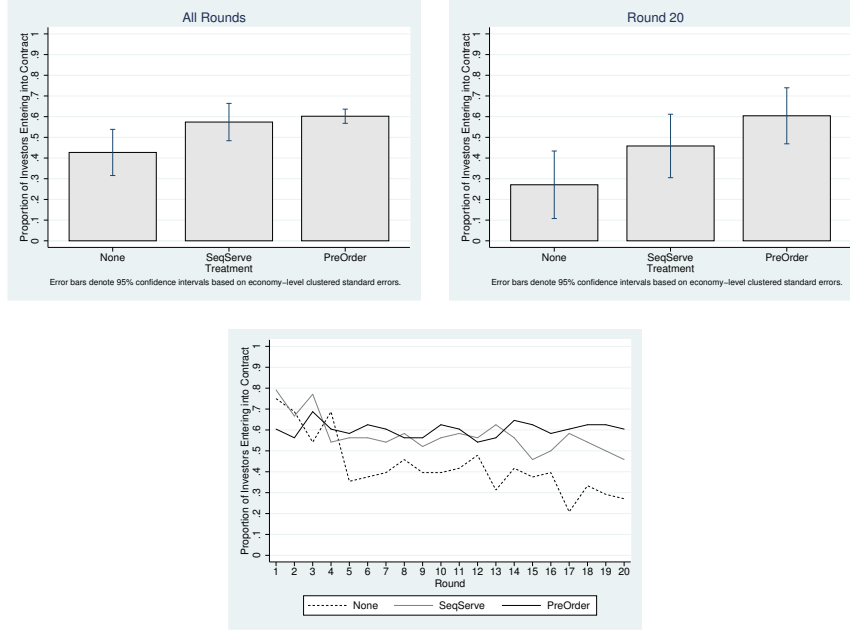 All Rounds
Proportion of Investors Entering into Contract
0 .1 .2 .3 .4 .5 .6 .7 .8 .9 1
None SeqServe PreOrder
Treatment
Error bars denote 95% confidence intervals based on economy−level clustered standard errors.
Round 20
Proportion of Investors Entering into Contract
0 .1 .2 .3 .4 .5 .6 .7 .8 .9 1
None SeqServe PreOrder
Treatment
Error bars denote 95% confidence intervals based on economy−level clustered standard errors.
Proportion of Investors Entering into Contract
0 .1 .2 .3 .4 .5 .6 .7 .8 .9 1
1 2 3 4 5 6 7 8 9 10 11 12 13 14 15 16 17 18 19 20
Round
None SeqServe PreOrder